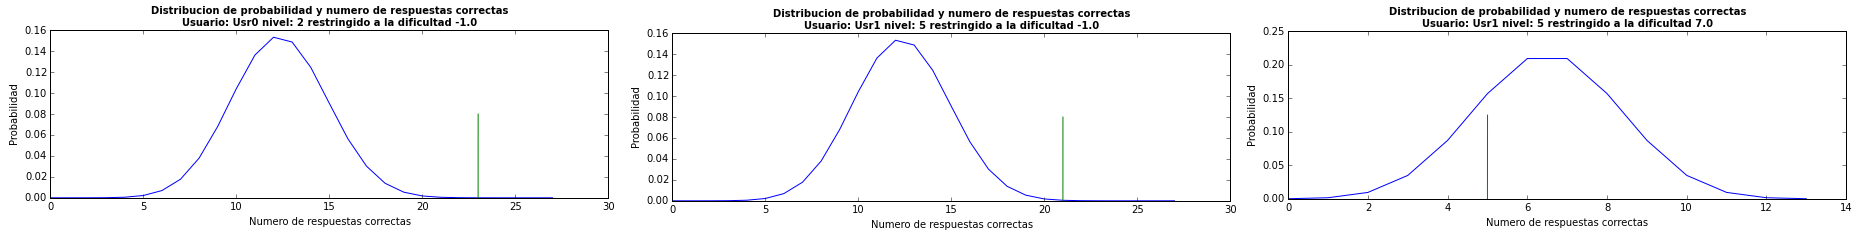 Distribucion de probabilidad y numero de respuestas correctas
Usuario: Usr0 nivel: 2 restringido a la dificultad -1.0
0.16
0.14
0.12
0.10
0.08
0.06
0.04
0.02
0.00
Probabilidad
0 5 10 15 20 25 30
Numero de respuestas correctas
Distribucion de probabilidad y numero de respuestas correctas
Usuario: Usr1 nivel: 5 restringido a la dificultad -1.0
0.16
0.14
0.12
0.10
0.08
0.06
0.04
0.02
0.00
Probabilidad
0 5 10 15 20 25 30
Numero de respuestas correctas
Distribucion de probabilidad y numero de respuestas correctas
Usuario: Usr1 nivel: 5 restringido a la dificultad 7.0
0.25
0.20
0.15
0.10
0.05
0.00
Probabilidad
0 2 4 6 8 10 12 14
Numero de respuestas correctas